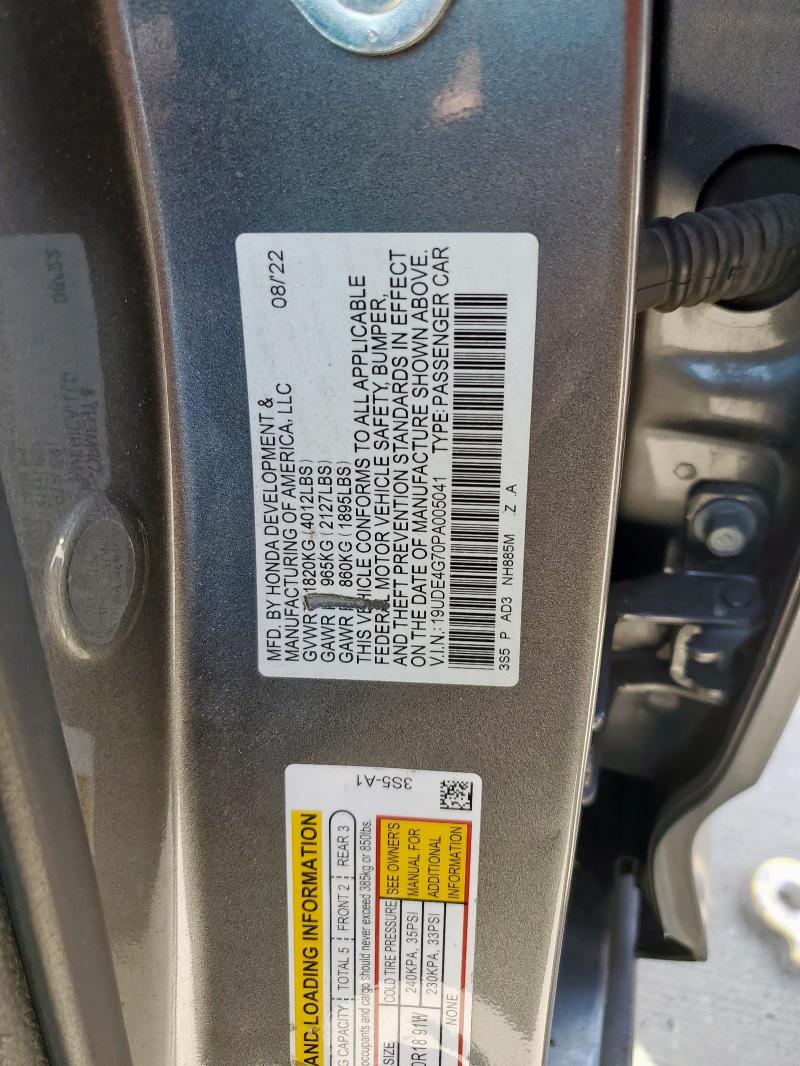 MFD. BY HONDA DEVELOPMENT & 08/'22
MANUFACTURING OF AMERICA, LLC
GVWR 1820KG (4012LBS)
GAWR 965KG (2127LBS)
GAWR 860KG (1895LBS)
THIS VEHICLE CONFORMS TO ALL APPLICABLE
FEDERAL MOTOR VEHICLE SAFETY, BUMPER,
AND THEFT PREVENTION STANDARDS IN EFFECT
ON THE DATE OF MANUFACTURE SHOWN ABOVE.
V.I.N.: 19UDE4G70PA005041 TYPE: PASSENGER CAR
3S5 P AD3 NH885M .Z .A
3S5-A1
AND LOADING INFORMATION
G CAPACITY TOTAL 5 FRONT 2 REAR 3
occupants and cargo should never exceed 385kg or 850lbs.
SIZE COLD TIRE PRESSURE SEE OWNER'S
MANUAL FOR
ADDITIONAL
INFORMATION
0R18 91W 240KPA, 35PSI
230KPA, 33PSI
NONE